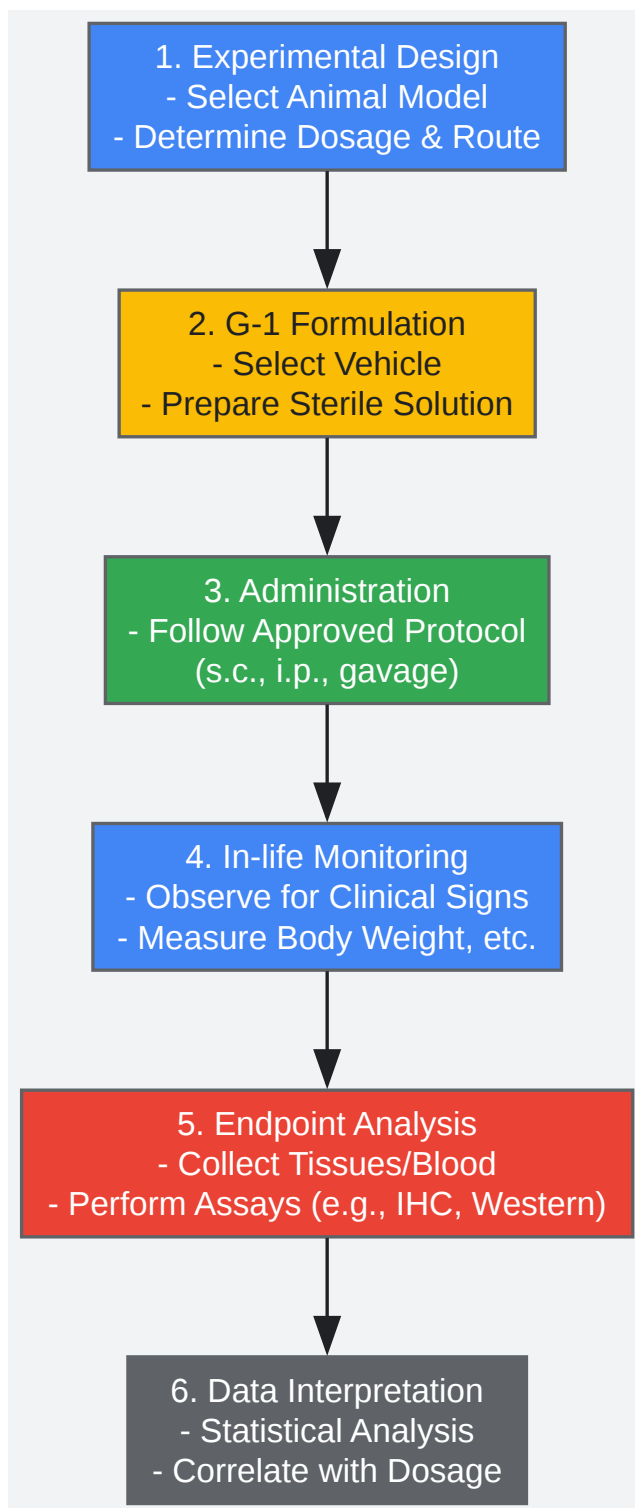 1. Experimental Design
- Select Animal Model
- Determine Dosage & Route
2. G-1 Formulation
- Select Vehicle
- Prepare Sterile Solution
3. Administration
- Follow Approved Protocol
(s.c., i.p., gavage)
4. In-life Monitoring
- Observe for Clinical Signs
- Measure Body Weight, etc.
5. Endpoint Analysis
- Collect Tissues/Blood
- Perform Assays (e.g., IHC, Western)
6. Data Interpretation
- Statistical Analysis
- Correlate with Dosage